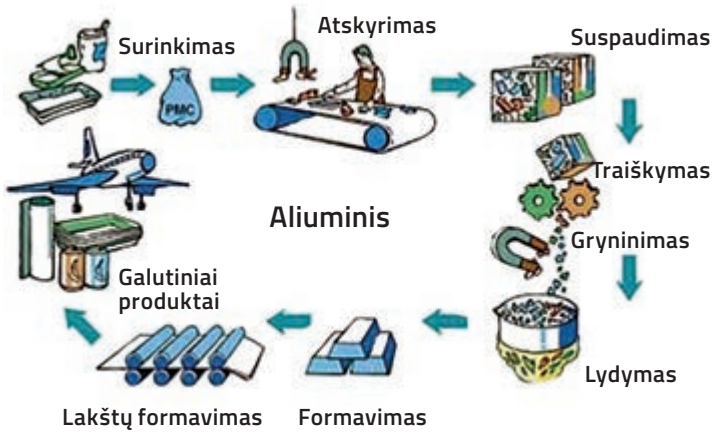 Surinkimas
PMC
Atskyrimas
Suspaudimas
Traiškymas
Gryninimas
Lydymas
Formavimas
Lakštų formavimas
Galutiniai
produktai
Aliuminis